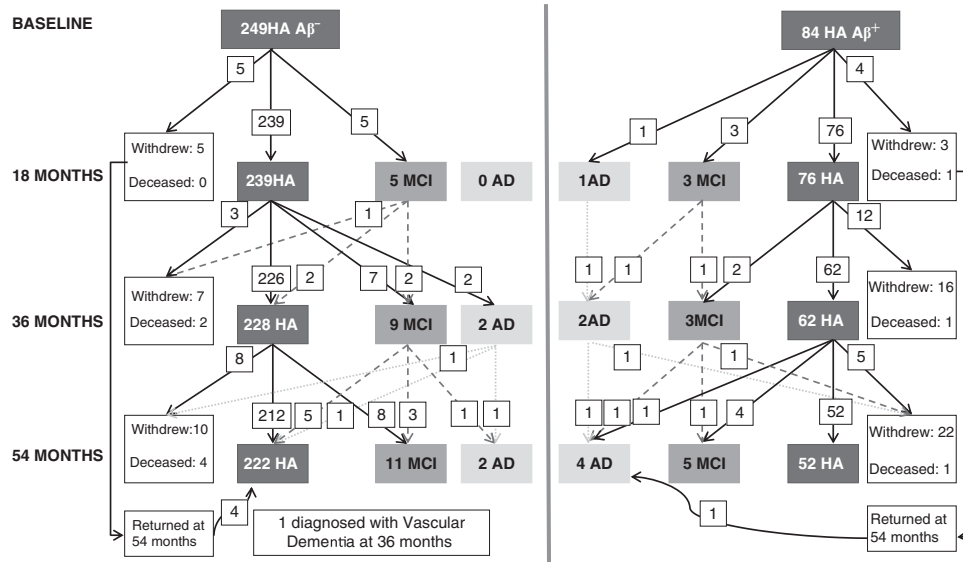 BASELINE
249HA Aβ⁻
84 HA Aβ⁺
5
4
239
5
1
3
76
Withdrew: 5
Deceased: 0
Withdrew: 3
Deceased: 1
18 MONTHS
239HA
5 MCI
0 AD
1AD
3 MCI
76 HA
3
1
12
226
2
7
2
2
1
1
1
2
62
Withdrew: 7
Deceased: 2
Withdrew: 16
Deceased: 1
36 MONTHS
228 HA
9 MCI
2 AD
2AD
3MCI
62 HA
8
1
1
1
5
212
5
1
8
3
1
1
1
1
1
1
4
52
Withdrew:10
Deceased: 4
Withdrew: 22
Deceased: 1
54 MONTHS
222 HA
11 MCI
2 AD
4 AD
5 MCI
52 HA
4
1
Returned at
54 months
1 diagnosed with Vascular
Dementia at 36 months
Returned at
54 months